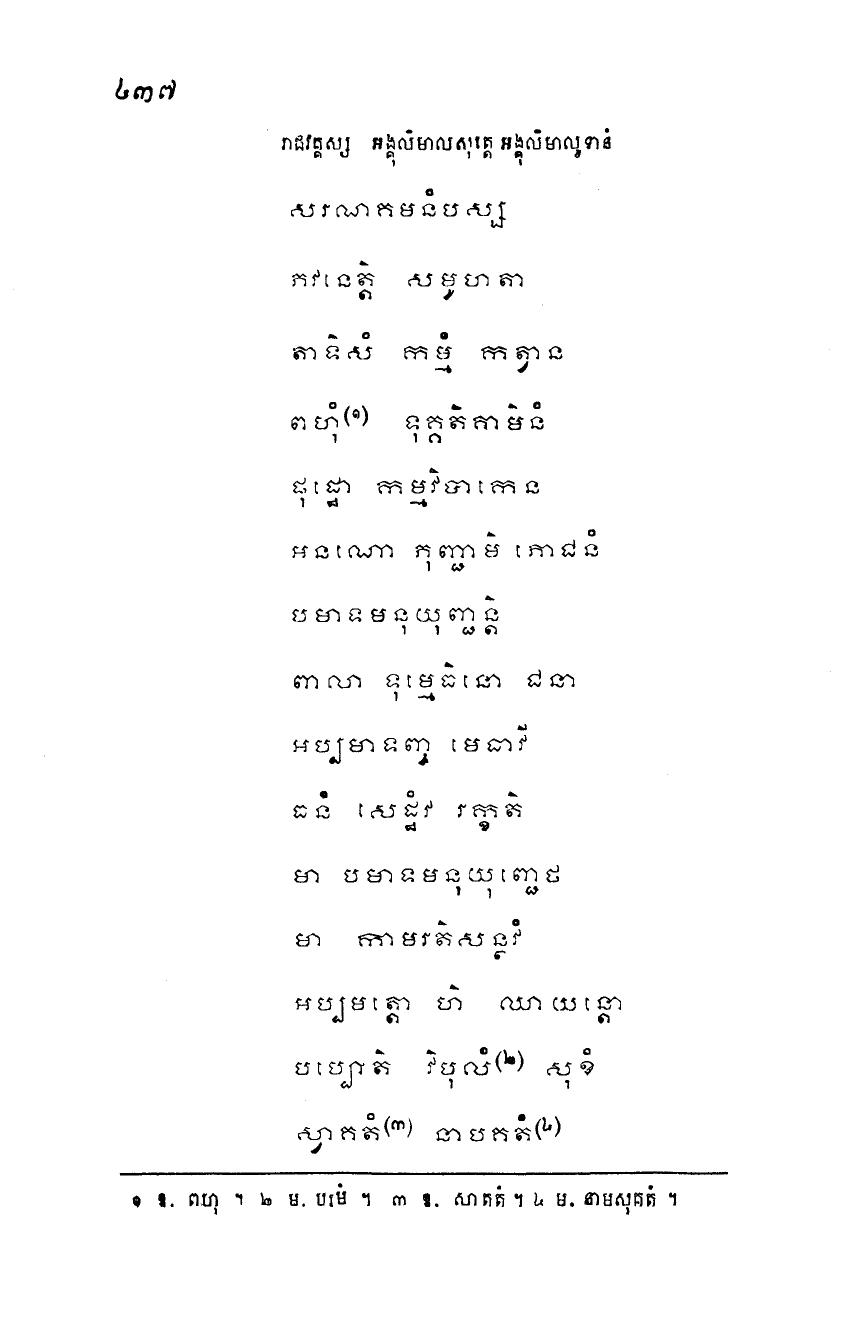 ៤៣៧
រាជវគ្គស្ស អង្គុលិមាលសុត្តេ អង្គុលិមាលូទានំ
សរណាគមនំបស្ស
ភវនេត្តិ សមូហតា
តាទិសំ កម្មំ កត្វាន
ពហុំ(១) ទុគ្គតិគាមិនំ
ផុដ្ឋោ កម្មវិបាកេន
អនណោ ភុញ្ជាមិ ភោជនំ
បមាទមនុយុញ្ជន្តិ
ពាលា ទុម្មេធិនោ ជនា
អប្បមាទញ្ច មេធាវី
ធនំ សេដ្ឋំវ រក្ខតិ
មា បមាទមនុយុញ្ជេថ
មា កាមរតិសន្ថវំ
អប្បមត្តោ ហិ ឈាយន្តោ
បប្បោតិ វិបុលំ(២) សុខំ
ស្វាគតំ(៣) នាបគតំ(៤)
១ ឱ. ពហុ ។ ២ ម. បរមំ ។ ៣ ឱ. សាគតំ ។ ៤ ម. នាមសុគតំ ។